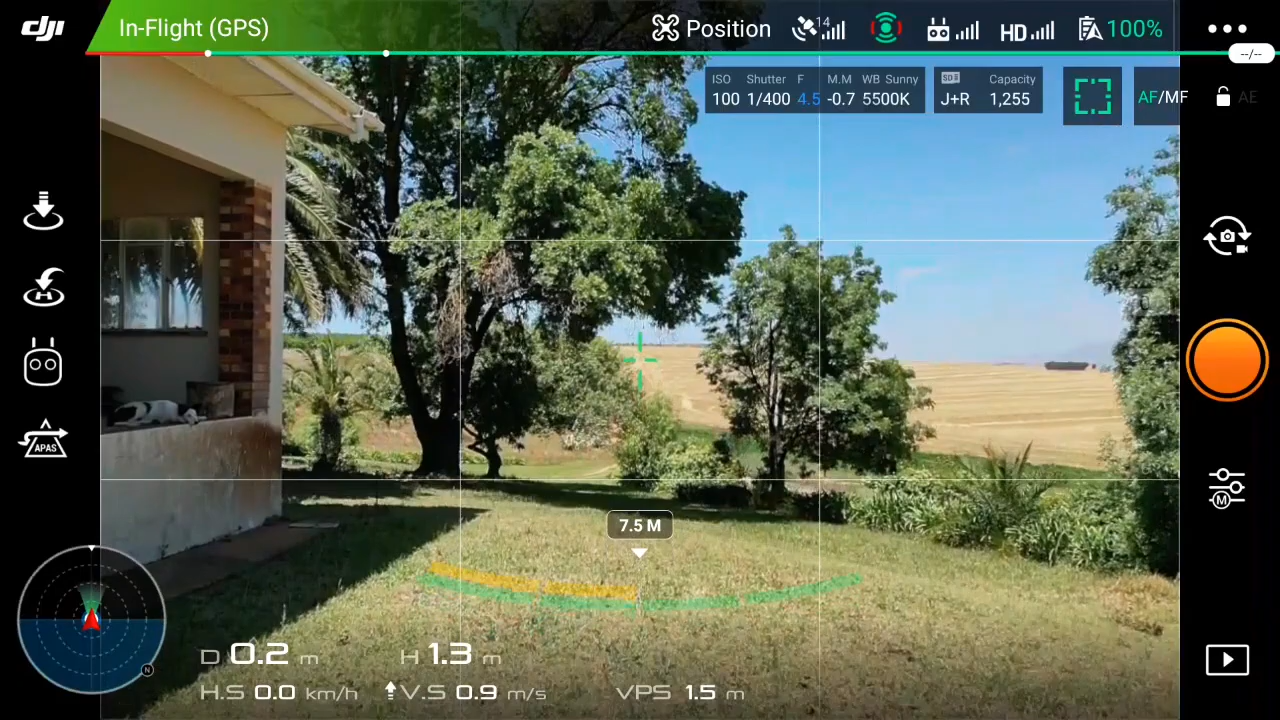 dji In-Flight (GPS) Position 14 HD 100%
--/--
ISO Shutter F M.M WB Sunny SD Capacity
100 1/400 4.5 -0.7 5500K J+R 1,255 AF/MF AE
H
APAS
M
7.5 M
N
D 0.2 m H 1.3 m
H.S 0.0 km/h V.S 0.9 m/s VPS 1.5 m